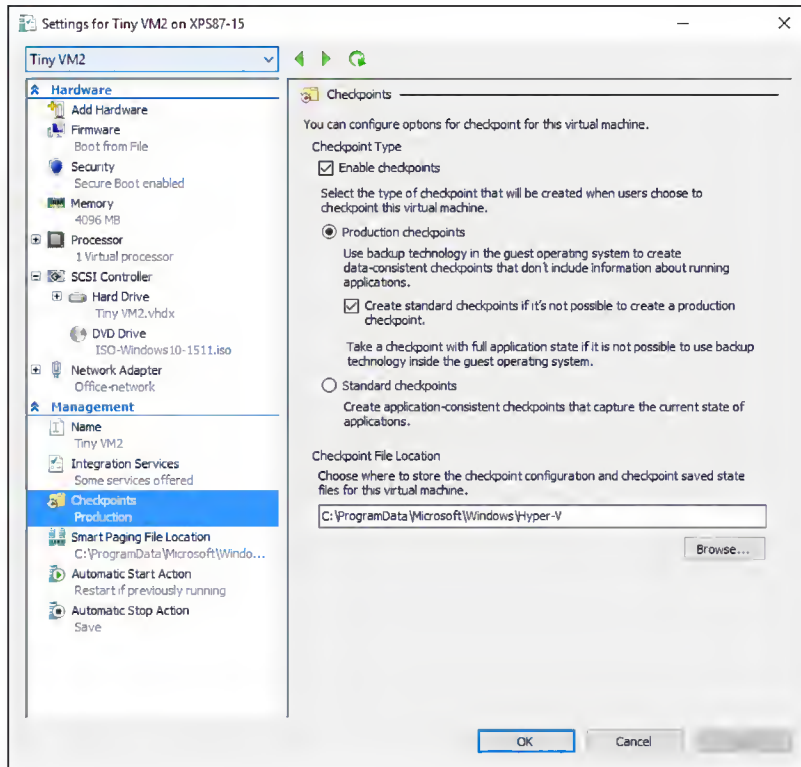 Settings for Tiny VM2 on XPS87-15
Tiny VM2
Hardware
Add Hardware
Firmware
Boot from File
Security
Secure Boot enabled
Memory
4096 MB
Processor
1 Virtual processor
SCSI Controller
Hard Drive
Tiny VM2.vhdx
DVD Drive
ISO-Windows10-1511.iso
Network Adapter
Office-network
Management
Name
Tiny VM2
Integration Services
Some services offered
Checkpoints
Production
Smart Paging File Location
C:\ProgramData\Microsoft\Windo...
Automatic Start Action
Restart if previously running
Automatic Stop Action
Save
Checkpoints
You can configure options for checkpoint for this virtual machine.
Checkpoint Type
Enable checkpoints
Select the type of checkpoint that will be created when users choose to
checkpoint this virtual machine.
Production checkpoints
Use backup technology in the guest operating system to create
data-consistent checkpoints that don't include information about running
applications.
Create standard checkpoints if it's not possible to create a production
checkpoint.
Take a checkpoint with full application state if it is not possible to use backup
technology inside the guest operating system.
Standard checkpoints
Create application-consistent checkpoints that capture the current state of
applications.
Checkpoint File Location
Choose where to store the checkpoint configuration and checkpoint saved state
files for this virtual machine.
C:\ProgramData\Microsoft\Windows\Hyper-V
Browse...
OK
Cancel